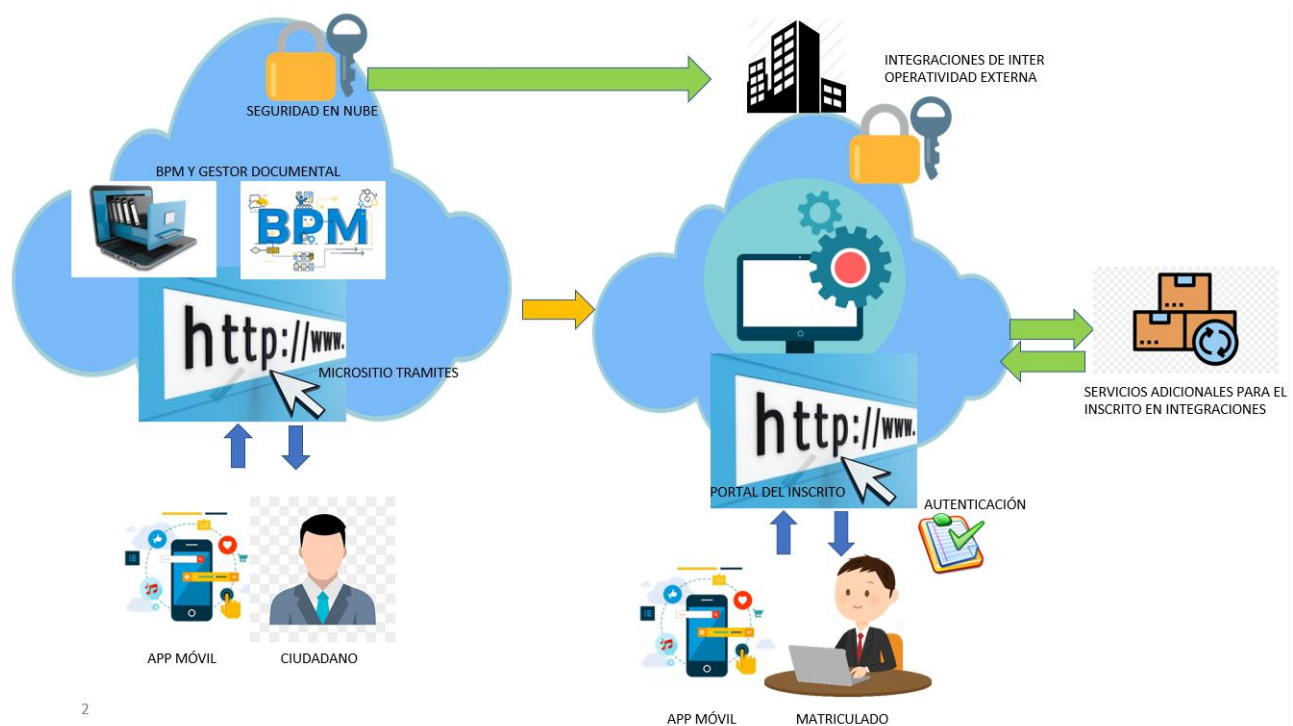 INTEGRACIONES DE INTER
OPERATIVIDAD EXTERNA
SEGURIDAD EN NUBE
BPM Y GESTOR DOCUMENTAL
BPM
http://www.
MICROSITIO TRAMITES
SERVICIOS ADICIONALES PARA EL
INSCRITO EN INTEGRACIONES
http://www.
PORTAL DEL INSCRITO
AUTENTICACIÓN
APP MÓVIL
CIUDADANO
APP MÓVIL
MATRICULADO
2